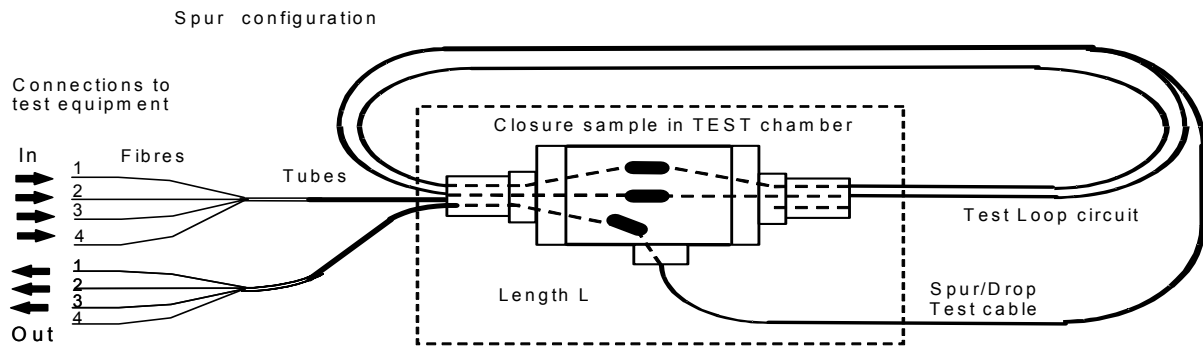 Spur configuration
Connections to
test equipment
In
Fibres
Tubes
1
2
3
4
1
2
3
4
Out
Closure sample in TEST chamber
Length L
Test Loop circuit
Spur/Drop
Test cable